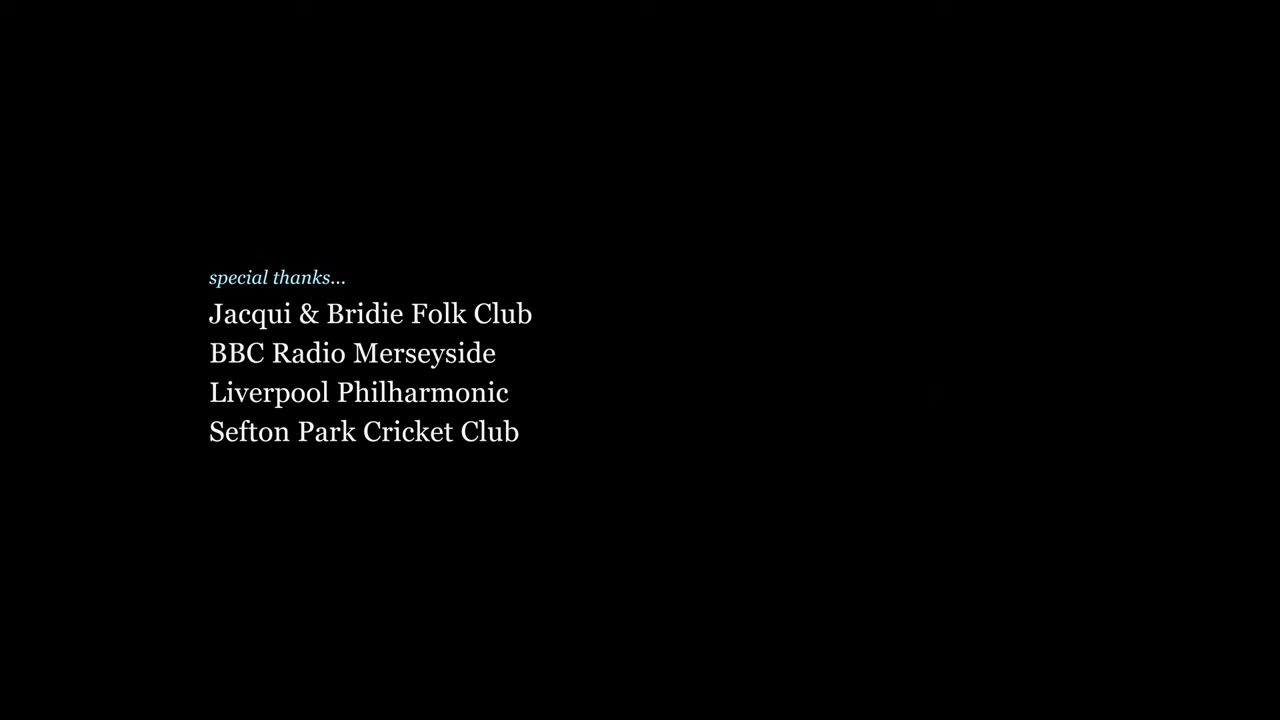 special thanks...
Jacqui & Bridie Folk Club
BBC Radio Merseyside
Liverpool Philharmonic
Sefton Park Cricket Club